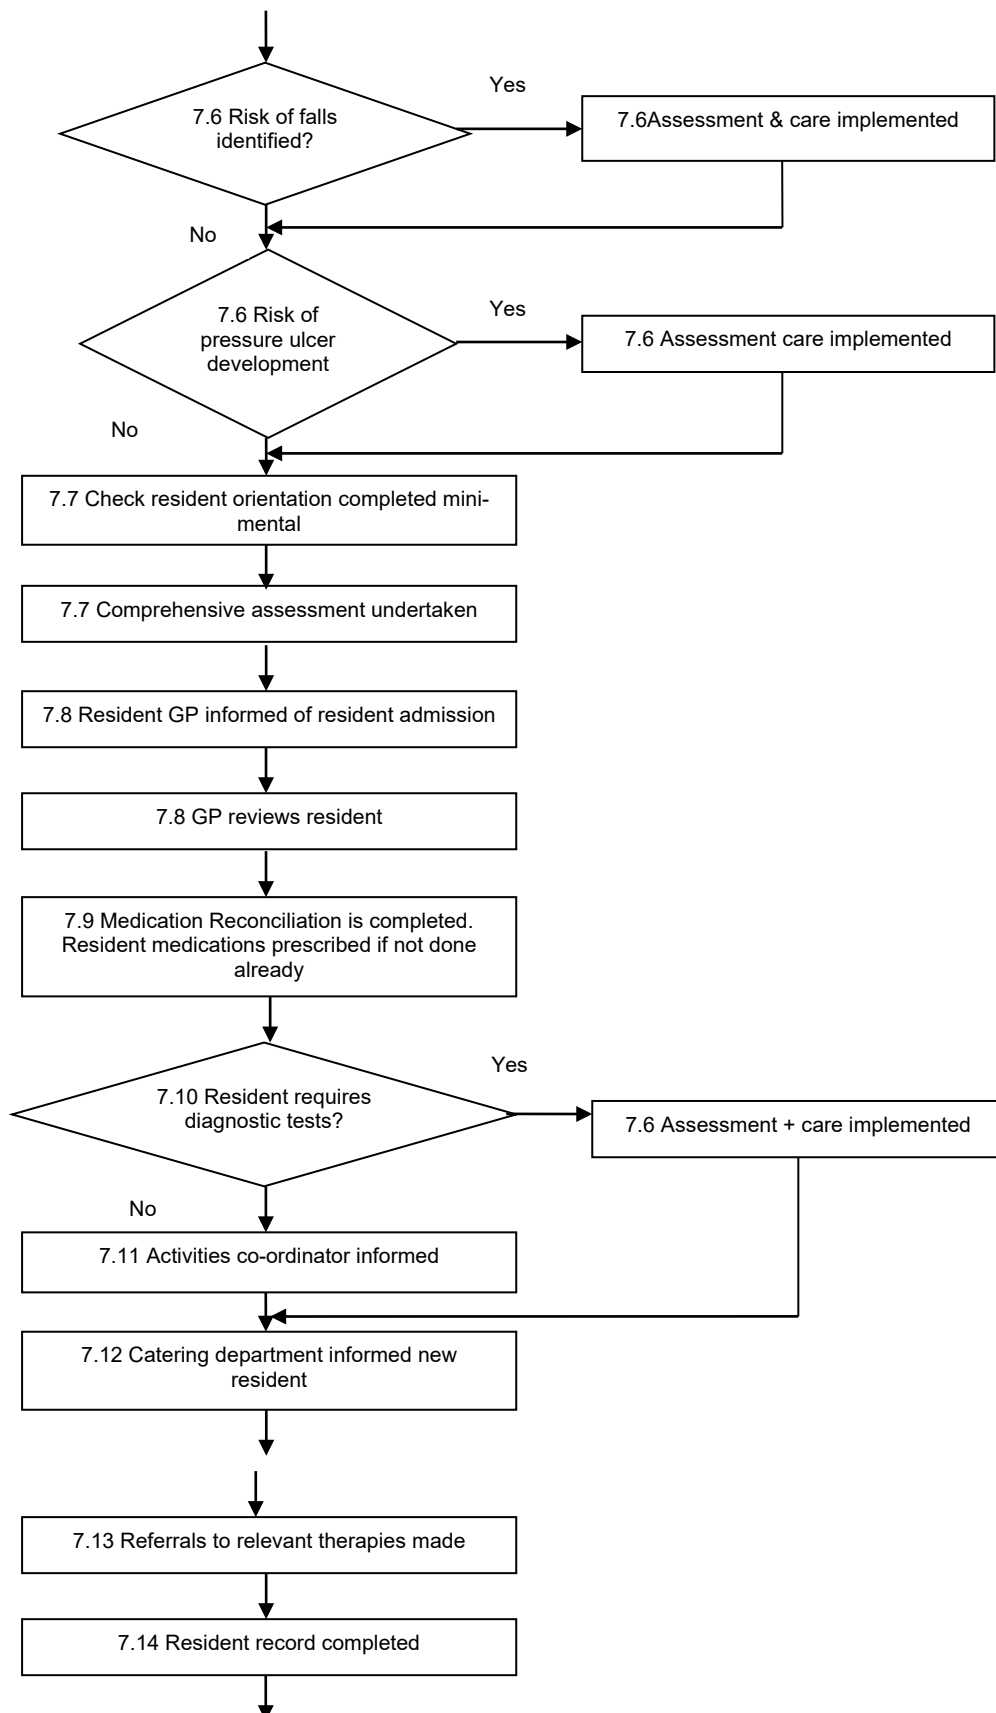 Yes
7.6 Risk of falls
identified?
7.6Assessment & care implemented
No
7.6 Risk of
pressure ulcer
development
Yes
7.6 Assessment care implemented
No
7.7 Check resident orientation completed mini-
mental
7.7 Comprehensive assessment undertaken
7.8 Resident GP informed of resident admission
7.8 GP reviews resident
7.9 Medication Reconciliation is completed.
Resident medications prescribed if not done
already
Yes
7.10 Resident requires
diagnostic tests?
7.6 Assessment + care implemented
No
7.11 Activities co-ordinator informed
7.12 Catering department informed new
resident
7.13 Referrals to relevant therapies made
7.14 Resident record completed